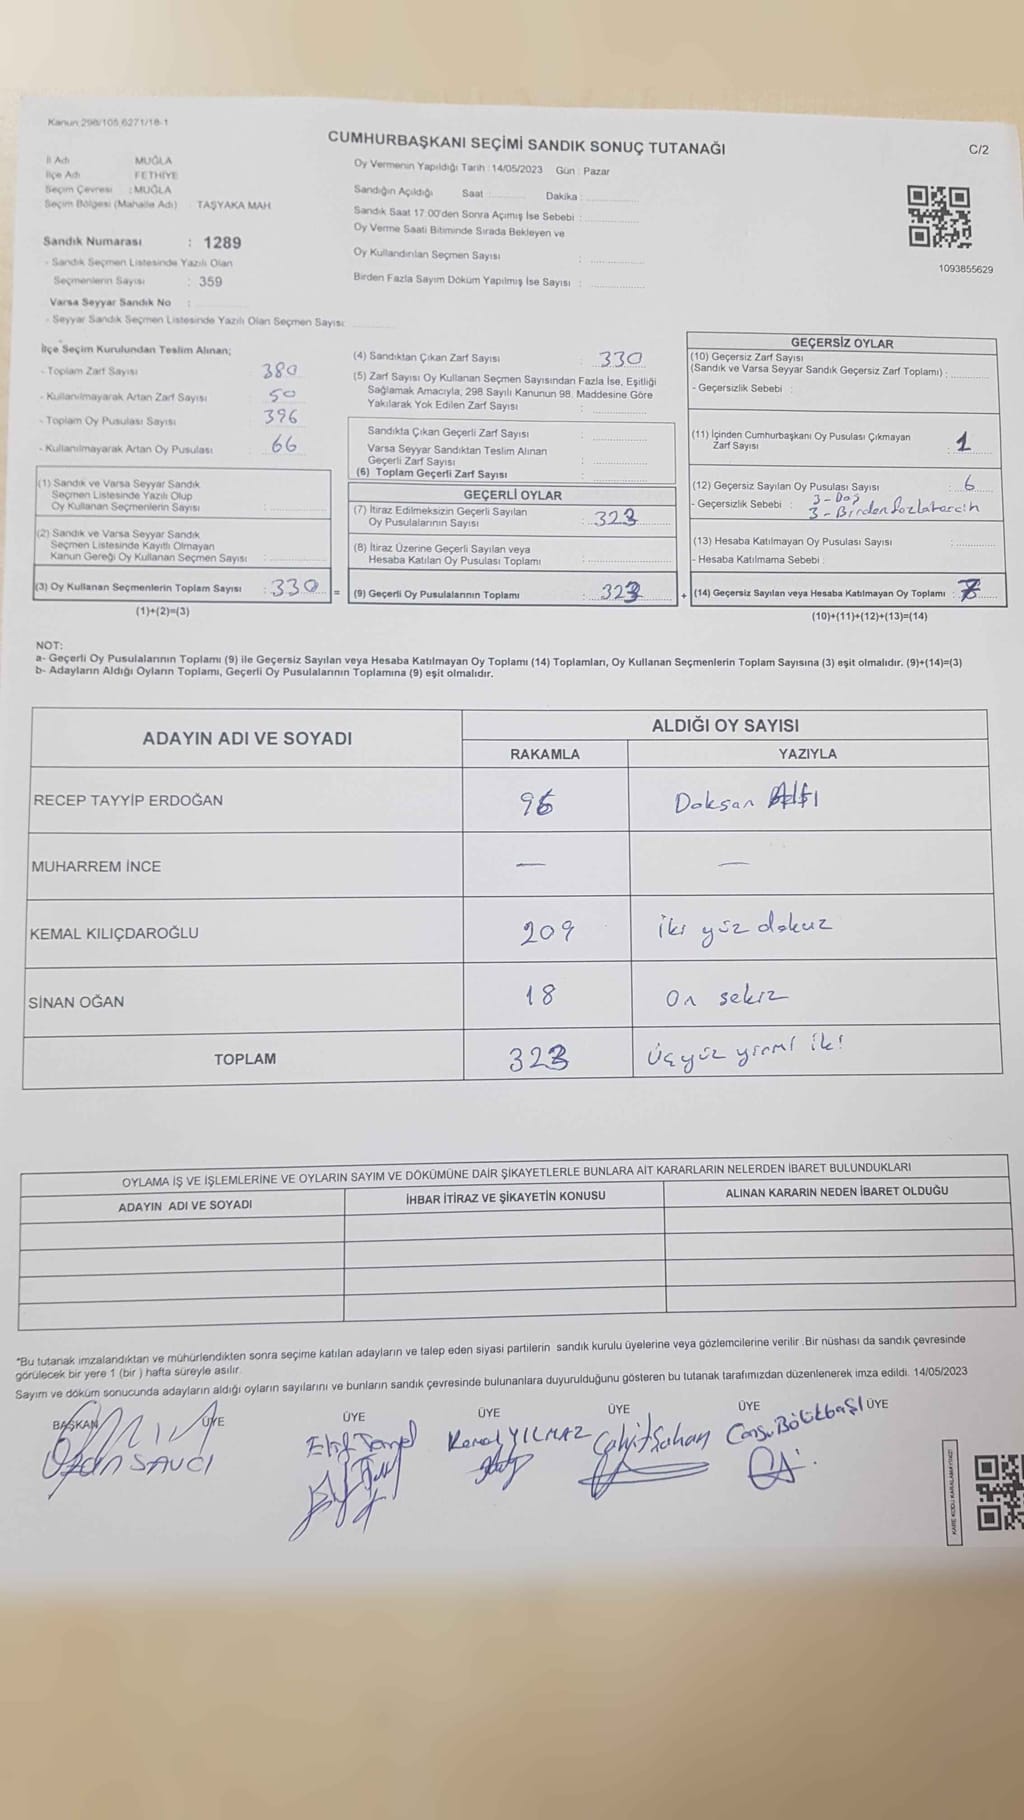 Kanun 298/105,6271/18-1
CUMHURBAŞKANI SEÇİMİ SANDIK SONUÇ TUTANAĞI
C/2
İl Adı MUĞLA
İlçe Adı FETHİYE
Seçim Çevresi : MUĞLA
Seçim Bölgesi (Mahalle Adı) : TAŞYAKA MAH.
Oy Vermenin Yapıldığı Tarih : 14/05/2023 Gün : Pazar
Sandığın Açıldığı Saat : Dakika :
Sandık Saat 17:00'den Sonra Açımış İse Sebebi :
Oy Verme Saati Bitiminde Sırada Bekleyen ve
Oy Kullandırılan Seçmen Sayısı :
Birden Fazla Sayım Döküm Yapılmış İse Sayısı :
1093855629
Sandık Numarası : 1289
- Sandık Seçmen Listesinde Yazılı Olan
Seçmenlerin Sayısı : 359
Varsa Seyyar Sandık No :
- Seyyar Sandık Seçmen Listesinde Yazılı Olan Seçmen Sayısı:
İlçe Seçim Kurulundan Teslim Alınan;
- Toplam Zarf Sayısı 380
- Kullanılmayarak Artan Zarf Sayısı 50
- Toplam Oy Pusulası Sayısı 396
- Kullanılmayarak Artan Oy Pusulası 66
(1) Sandık ve Varsa Seyyar Sandık
Seçmen Listesinde Yazılı Olup
Oy Kullanan Seçmenlerin Sayısı :
(2) Sandık ve Varsa Seyyar Sandık
Seçmen Listesinde Kayıtlı Olmayan
Kanun Gereği Oy Kullanan Seçmen Sayısı :
(3) Oy Kullanan Seçmenlerin Toplam Sayısı : 330 =
(1)+(2)=(3)
(4) Sandıktan Çıkan Zarf Sayısı : 330
(5) Zarf Sayısı Oy Kullanan Seçmen Sayısından Fazla İse, Eşitliği
Sağlamak Amacıyla, 298 Sayılı Kanunun 98. Maddesine Göre
Yakılarak Yok Edilen Zarf Sayısı :
Sandıkta Çıkan Geçerli Zarf Sayısı :
Varsa Seyyar Sandıktan Teslim Alınan
Geçerli Zarf Sayısı :
(6) Toplam Geçerli Zarf Sayısı :
GEÇERLİ OYLAR
(7) İtiraz Edilmeksizin Geçerli Sayılan
Oy Pusulalarının Sayısı : 323
(8) İtiraz Üzerine Geçerli Sayılan veya
Hesaba Katılan Oy Pusulası Toplamı :
(9) Geçerli Oy Pusulalarının Toplamı : 323 +
GEÇERSİZ OYLAR
(10) Geçersiz Zarf Sayısı
(Sandık ve Varsa Seyyar Sandık Geçersiz Zarf Toplamı) :
- Geçersizlik Sebebi :
(11) İçinden Cumhurbaşkanı Oy Pusulası Çıkmayan
Zarf Sayısı : 1
(12) Geçersiz Sayılan Oy Pusulası Sayısı : 6
- Geçersizlik Sebebi : 3-Boş
3-Birden fazla tercih
(13) Hesaba Katılmayan Oy Pusulası Sayısı :
- Hesaba Katılmama Sebebi :
(14) Geçersiz Sayılan veya Hesaba Katılmayan Oy Toplamı : 7
(10)+(11)+(12)+(13)=(14)
NOT:
a- Geçerli Oy Pusulalarının Toplamı (9) ile Geçersiz Sayılan veya Hesaba Katılmayan Oy Toplamı (14) Toplamları, Oy Kullanan Seçmenlerin Toplam Sayısına (3) eşit olmalıdır. (9)+(14)=(3)
b- Adayların Aldığı Oyların Toplamı, Geçerli Oy Pusulalarının Toplamına (9) eşit olmalıdır.
ADAYIN ADI VE SOYADI
ALDIĞI OY SAYISI
RAKAMLA YAZIYLA
RECEP TAYYİP ERDOĞAN 96 Doksan Altı
MUHARREM İNCE — —
KEMAL KILIÇDAROĞLU 209 iki yüz dokuz
SİNAN OĞAN 18 On sekiz
TOPLAM 323 Üçyüz yirmi iki
OYLAMA İŞ VE İŞLEMLERİNE VE OYLARIN SAYIM VE DÖKÜMÜNE DAİR ŞİKAYETLERLE BUNLARA AİT KARARLARIN NELERDEN İBARET BULUNDUKLARI
ADAYIN ADI VE SOYADI İHBAR İTİRAZ VE ŞİKAYETİN KONUSU ALINAN KARARIN NEDEN İBARET OLDUĞU
*Bu tutanak imzalandıktan ve mühürlendikten sonra seçime katılan adayların ve talep eden siyasi partilerin sandık kurulu üyelerine veya gözlemcilerine verilir .Bir nüshası da sandık çevresinde
görülecek bir yere 1 (bir ) hafta süreyle asılır.
Sayım ve döküm sonucunda adayların aldığı oyların sayılarını ve bunların sandık çevresinde bulunanlara duyurulduğunu gösteren bu tutanak tarafımızdan düzenlenerek imza edildi. 14/05/2023
BAŞKAN ÜYE ÜYE ÜYE ÜYE ÜYE ÜYE
Ozan SAVCI Elif Kemal YILMAZ Cahit Şahan Cansu Bölükbaşı
KARE KODU KARALAMAYINIZ!